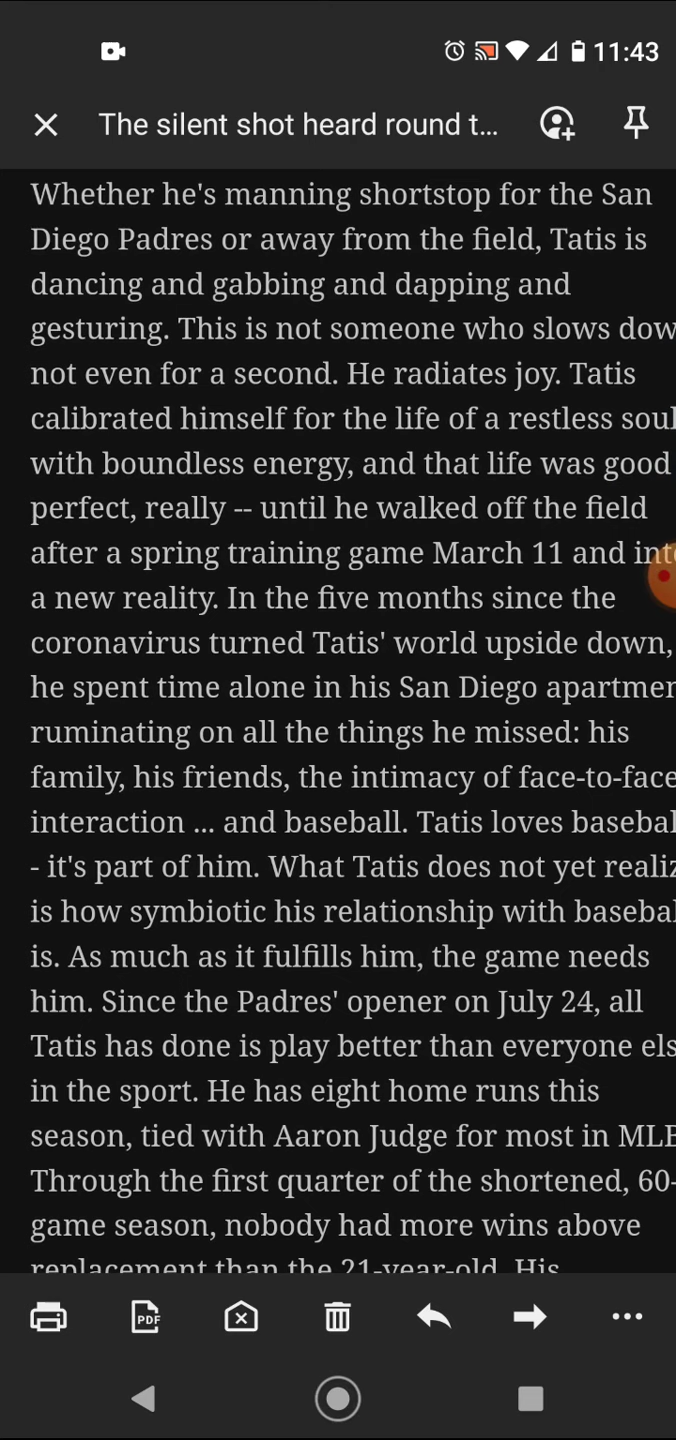 11:43
The silent shot heard round t...
Whether he's manning shortstop for the San
Diego Padres or away from the field, Tatis is
dancing and gabbing and dapping and
gesturing. This is not someone who slows dow
not even for a second. He radiates joy. Tatis
calibrated himself for the life of a restless soul
with boundless energy, and that life was good
perfect, really -- until he walked off the field
after a spring training game March 11 and int
a new reality. In the five months since the
coronavirus turned Tatis' world upside down,
he spent time alone in his San Diego apartmen
ruminating on all the things he missed: his
family, his friends, the intimacy of face-to-face
interaction ... and baseball. Tatis loves basebal
- it's part of him. What Tatis does not yet realiz
is how symbiotic his relationship with basebal
is. As much as it fulfills him, the game needs
him. Since the Padres' opener on July 24, all
Tatis has done is play better than everyone els
in the sport. He has eight home runs this
season, tied with Aaron Judge for most in MLB
Through the first quarter of the shortened, 60-
game season, nobody had more wins above
replacement than the 21-year-old. His
PDF